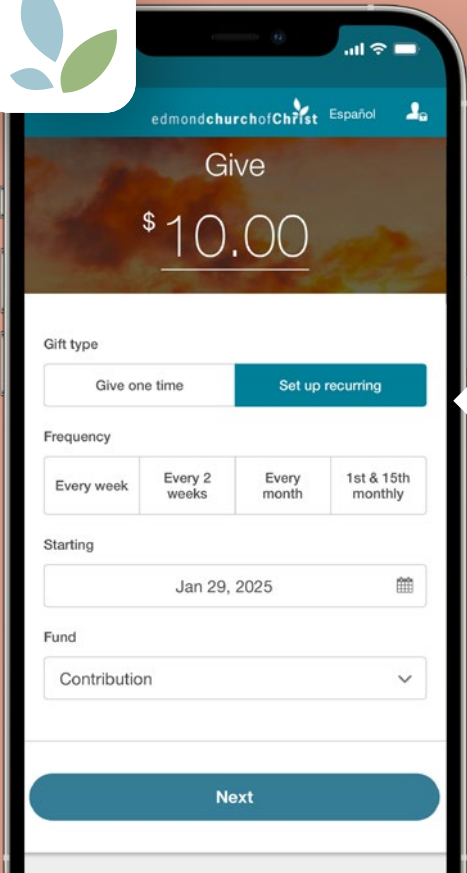 edmondchurchofChrist Español
Give
$ 10.00
Gift type
Give one time Set up recurring
Frequency
Every week Every 2 weeks Every month 1st & 15th monthly
Starting
Jan 29, 2025
Fund
Contribution
Next